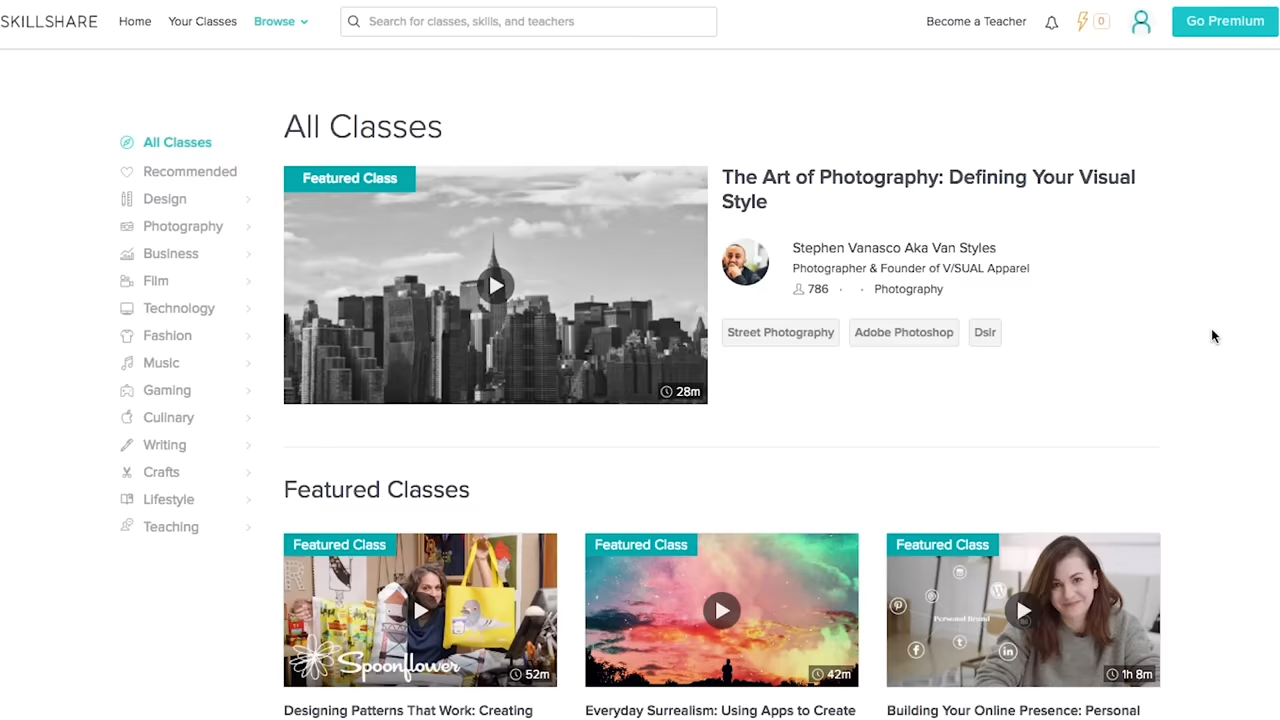 SKILLSHARE
Home
Your Classes
Browse
Search for classes, skills, and teachers
Become a Teacher
0
Go Premium
All Classes
Recommended
Design
Photography
Business
Film
Technology
Fashion
Music
Gaming
Culinary
Writing
Crafts
Lifestyle
Teaching
All Classes
Featured Class
28m
The Art of Photography: Defining Your Visual
Style
Stephen Vanasco Aka Van Styles
Photographer & Founder of V/SUAL Apparel
786 · · Photography
Street Photography
Adobe Photoshop
Dslr
Featured Classes
Featured Class
Spoonflower
52m
Designing Patterns That Work: Creating
Featured Class
42m
Everyday Surrealism: Using Apps to Create
Featured Class
Personal Brand
1h 8m
Building Your Online Presence: Personal